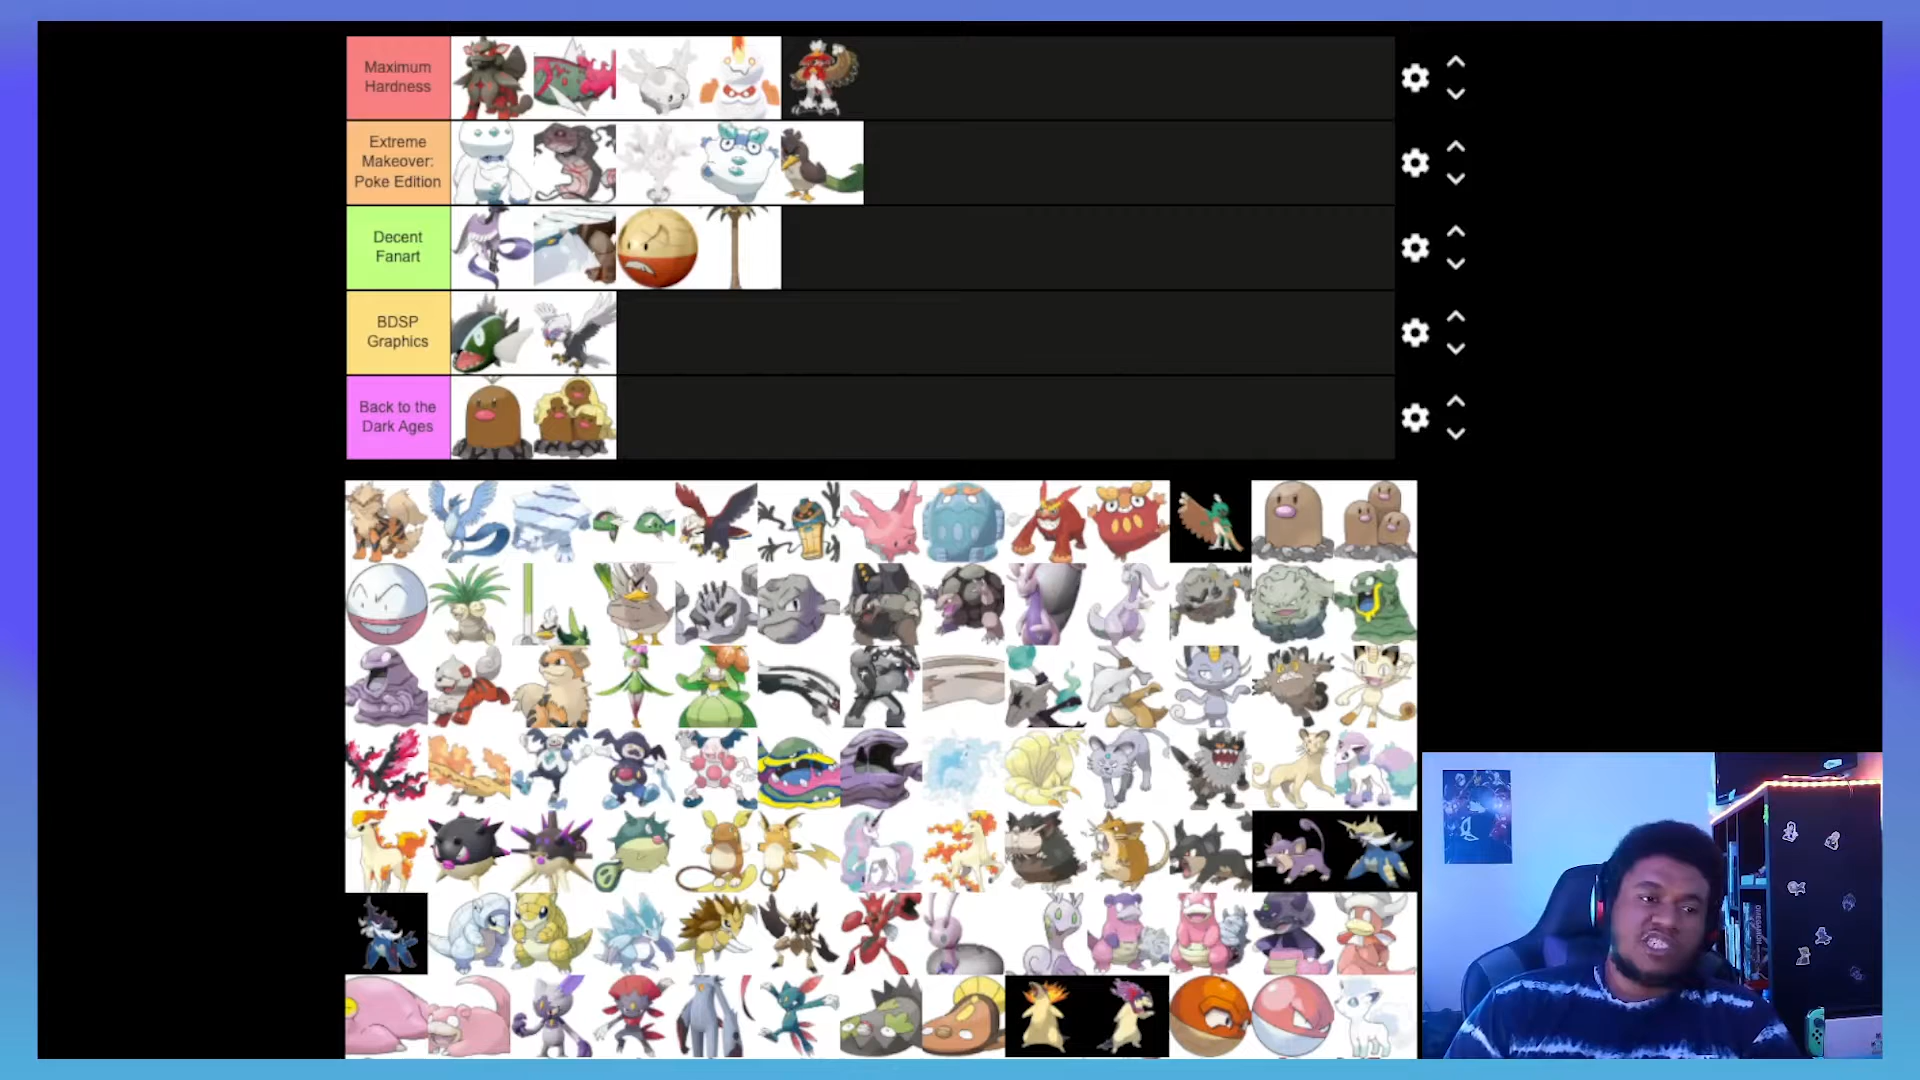 Maximum
Hardness
Extreme
Makeover:
Poke Edition
Decent
Fanart
BDSP
Graphics
Back to the
Dark Ages